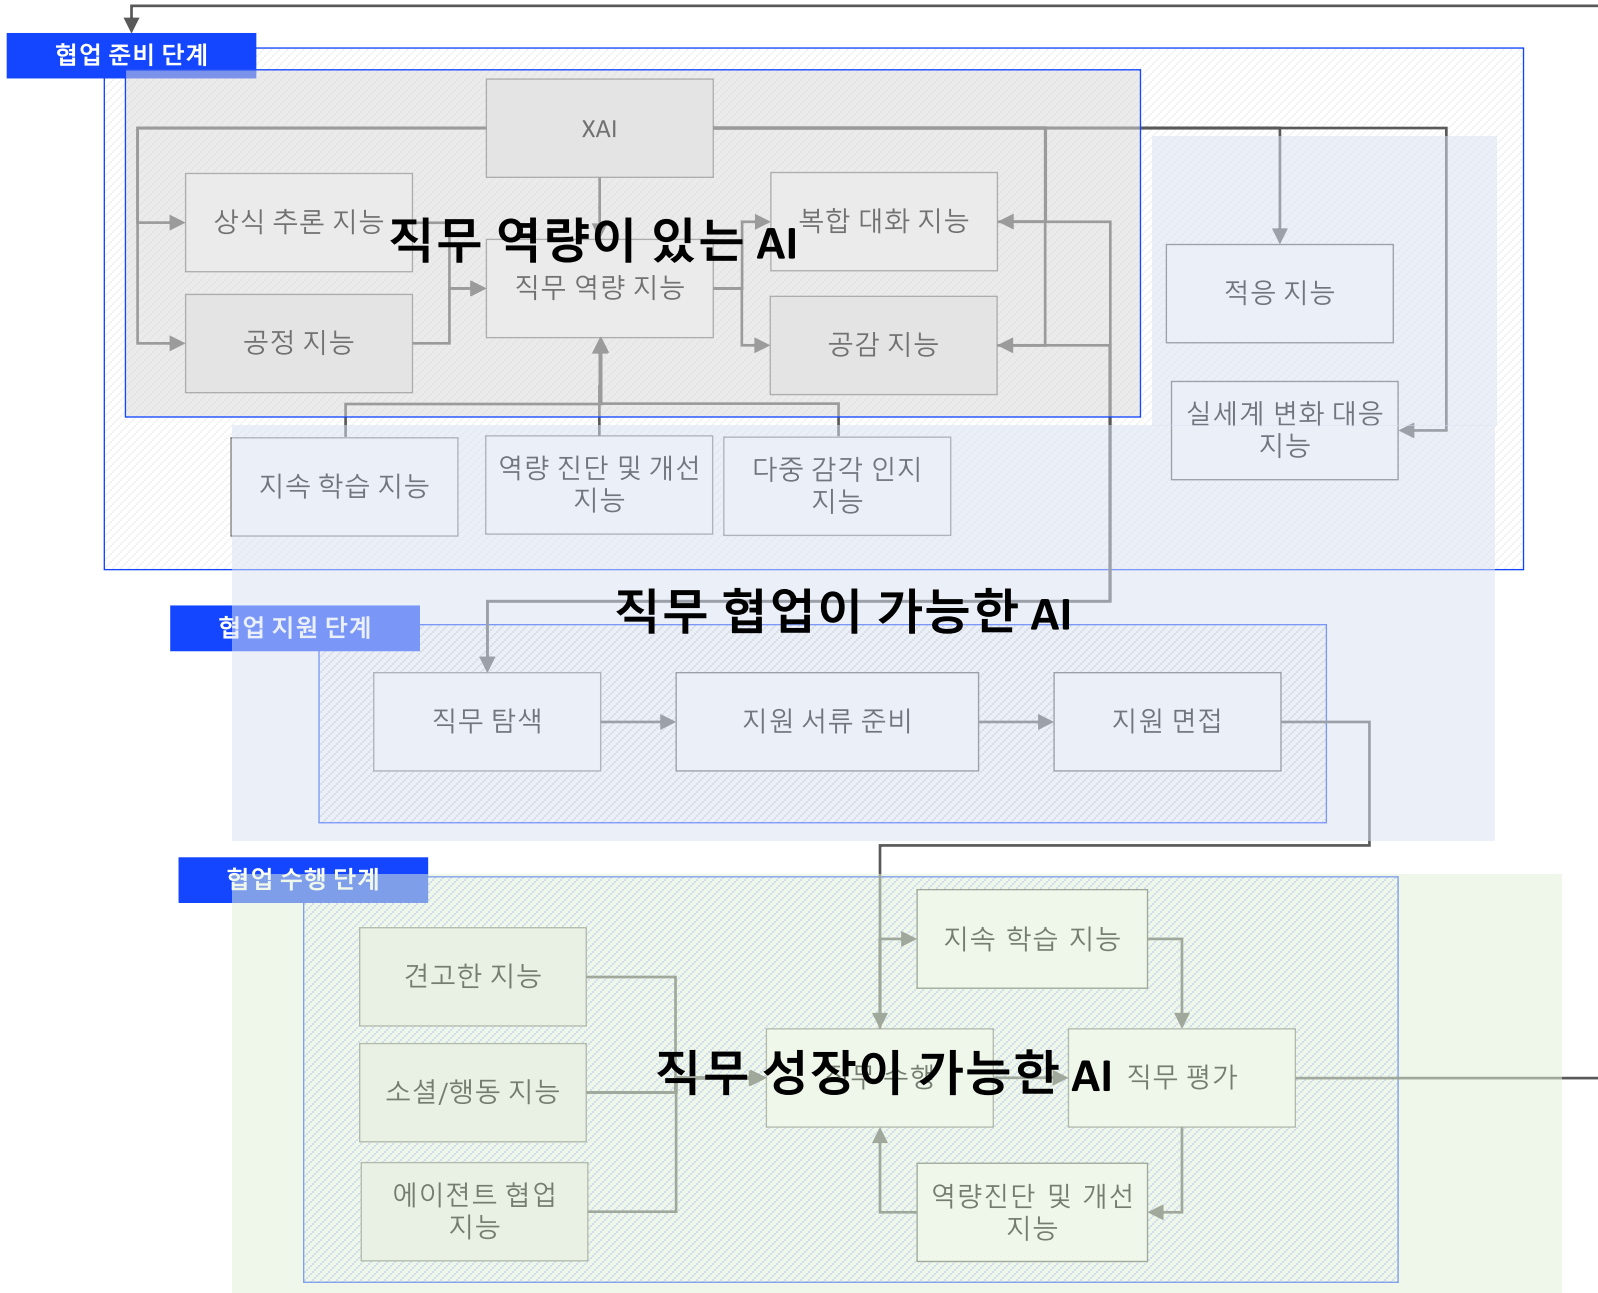 협업 준비 단계
XAI
상식 추론 지능
직무 역량이 있는 AI
복합 대화 지능
직무 역량 지능
적응 지능
공정 지능
공감 지능
실세계 변화 대응
지능
지속 학습 지능
역량 진단 및 개선
지능
다중 감각 인지
지능
직무 협업이 가능한 AI
협업 지원 단계
직무 탐색
지원 서류 준비
지원 면접
협업 수행 단계
지속 학습 지능
견고한 지능
직무 성장이 가능한 AI
직무 수행
직무 평가
소셜/행동 지능
에이젼트 협업
지능
역량진단 및 개선
지능